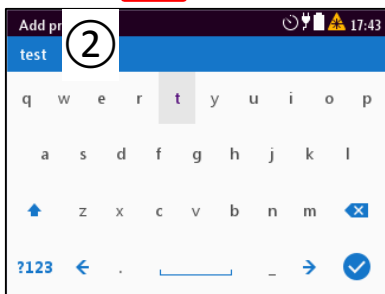 Add pr
17:43
②
test
q w e r t y u i o p
a s d f g h j k l
z x c v b n m
?123 . _